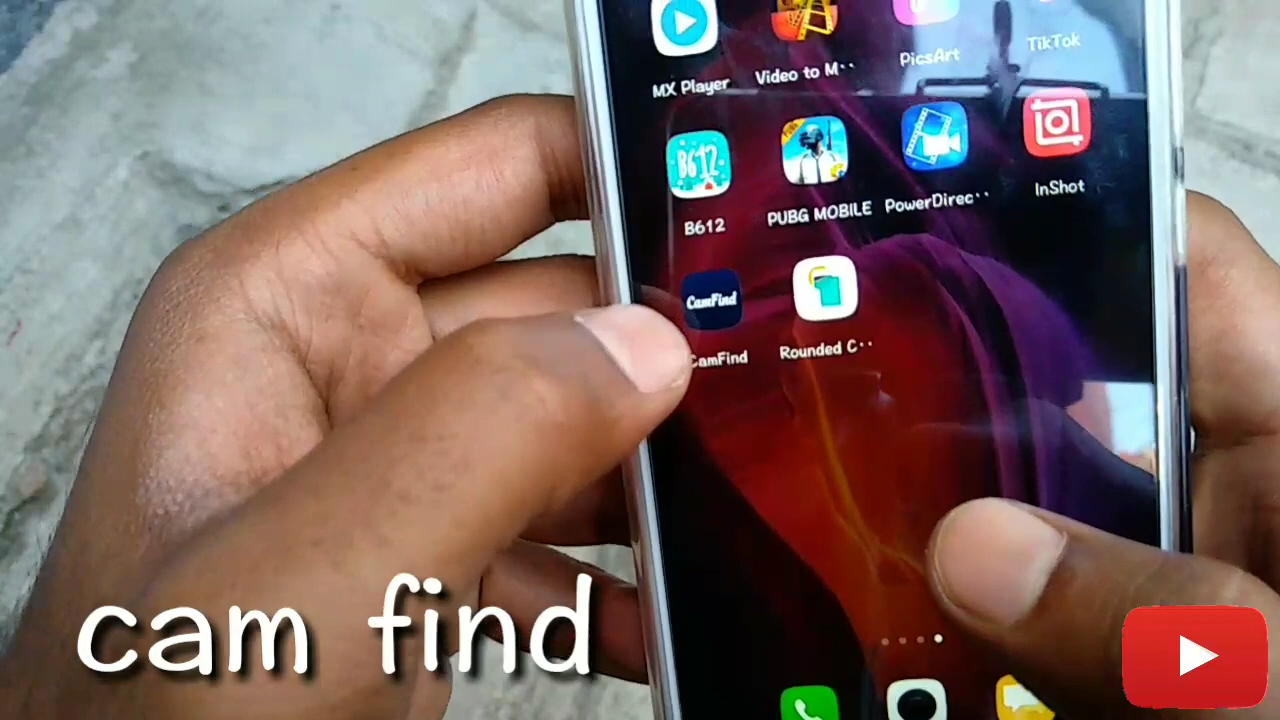 MX Player
Video to M··
PicsArt
TikTok
B612
B612
PUBG MOBILE
PowerDirec··
InShot
CamFind
CamFind
Rounded C··
cam find